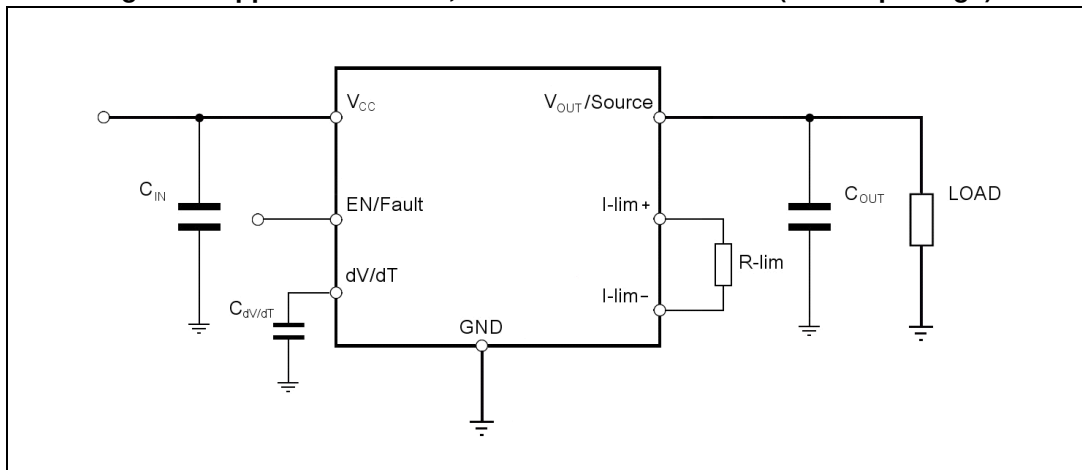 V_CC
V_OUT/Source
C_IN
EN/Fault
I-lim+
C_OUT
LOAD
R-lim
dV/dT
I-lim-
C_dV/dT
GND